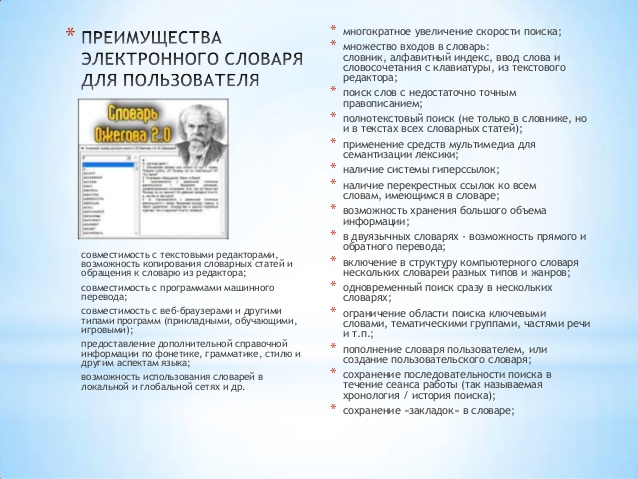 * ПРЕИМУЩЕСТВА
ЭЛЕКТРОННОГО СЛОВАРЯ
ДЛЯ ПОЛЬЗОВАТЕЛЯ
Словарь
Ожегова 2.0
совместимость с текстовыми редакторами,
возможность копирования словарных статей и
обращения к словарю из редактора;
совместимость с программами машинного
перевода;
совместимость с веб-браузерами и другими
типами программ (прикладными, обучающими,
игровыми);
предоставление дополнительной справочной
информации по фонетике, грамматике, стилю и
другим аспектам языка;
возможность использования словарей в
локальной и глобальной сетях и др.
* многократное увеличение скорости поиска;
* множество входов в словарь:
словник, алфавитный индекс, ввод слова и
словосочетания с клавиатуры, из текстового
редактора;
* поиск слов с недостаточно точным
правописанием;
* полнотекстовый поиск (не только в словнике, но
и в текстах всех словарных статей);
* применение средств мультимедиа для
семантизации лексики;
* наличие системы гиперссылок;
* наличие перекрестных ссылок ко всем
словам, имеющимся в словаре;
* возможность хранения большого объема
информации;
* в двуязычных словарях - возможность прямого и
обратного перевода;
* включение в структуру компьютерного словаря
нескольких словарей разных типов и жанров;
* одновременный поиск сразу в нескольких
словарях;
* ограничение области поиска ключевыми
словами, тематическими группами, частями речи
и т.п.;
* пополнение словаря пользователем, или
создание пользовательского словаря;
* сохранение последовательности поиска в
течение сеанса работы (так называемая
хронология / история поиска);
* сохранение «закладок» в словаре;